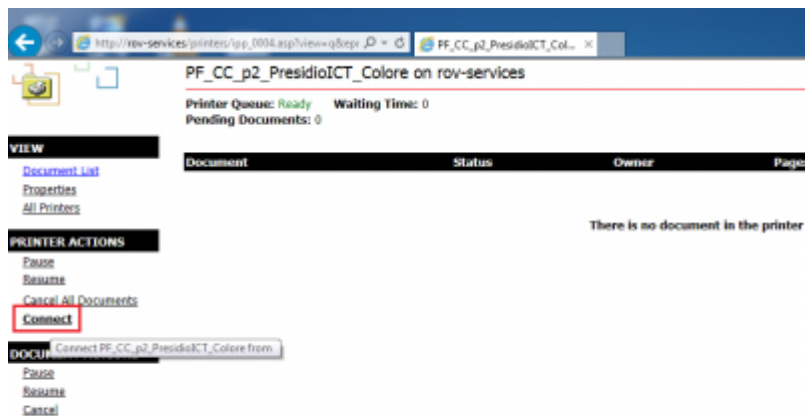 http://rov-services/printers/ipp_0004.asp?view=q&epr
PF_CC_p2_PresidioICT_Col...
PF_CC_p2_PresidioICT_Colore on rov-services
Printer Queue: Ready Waiting Time: 0
Pending Documents: 0
VIEW
Document List
Properties
All Printers
Document Status Owner Page
There is no document in the printer
PRINTER ACTIONS
Pause
Resume
Cancel All Documents
Connect
Connect PF_CC_p2_PresidioICT_Colore from
Pause
Resume
Cancel